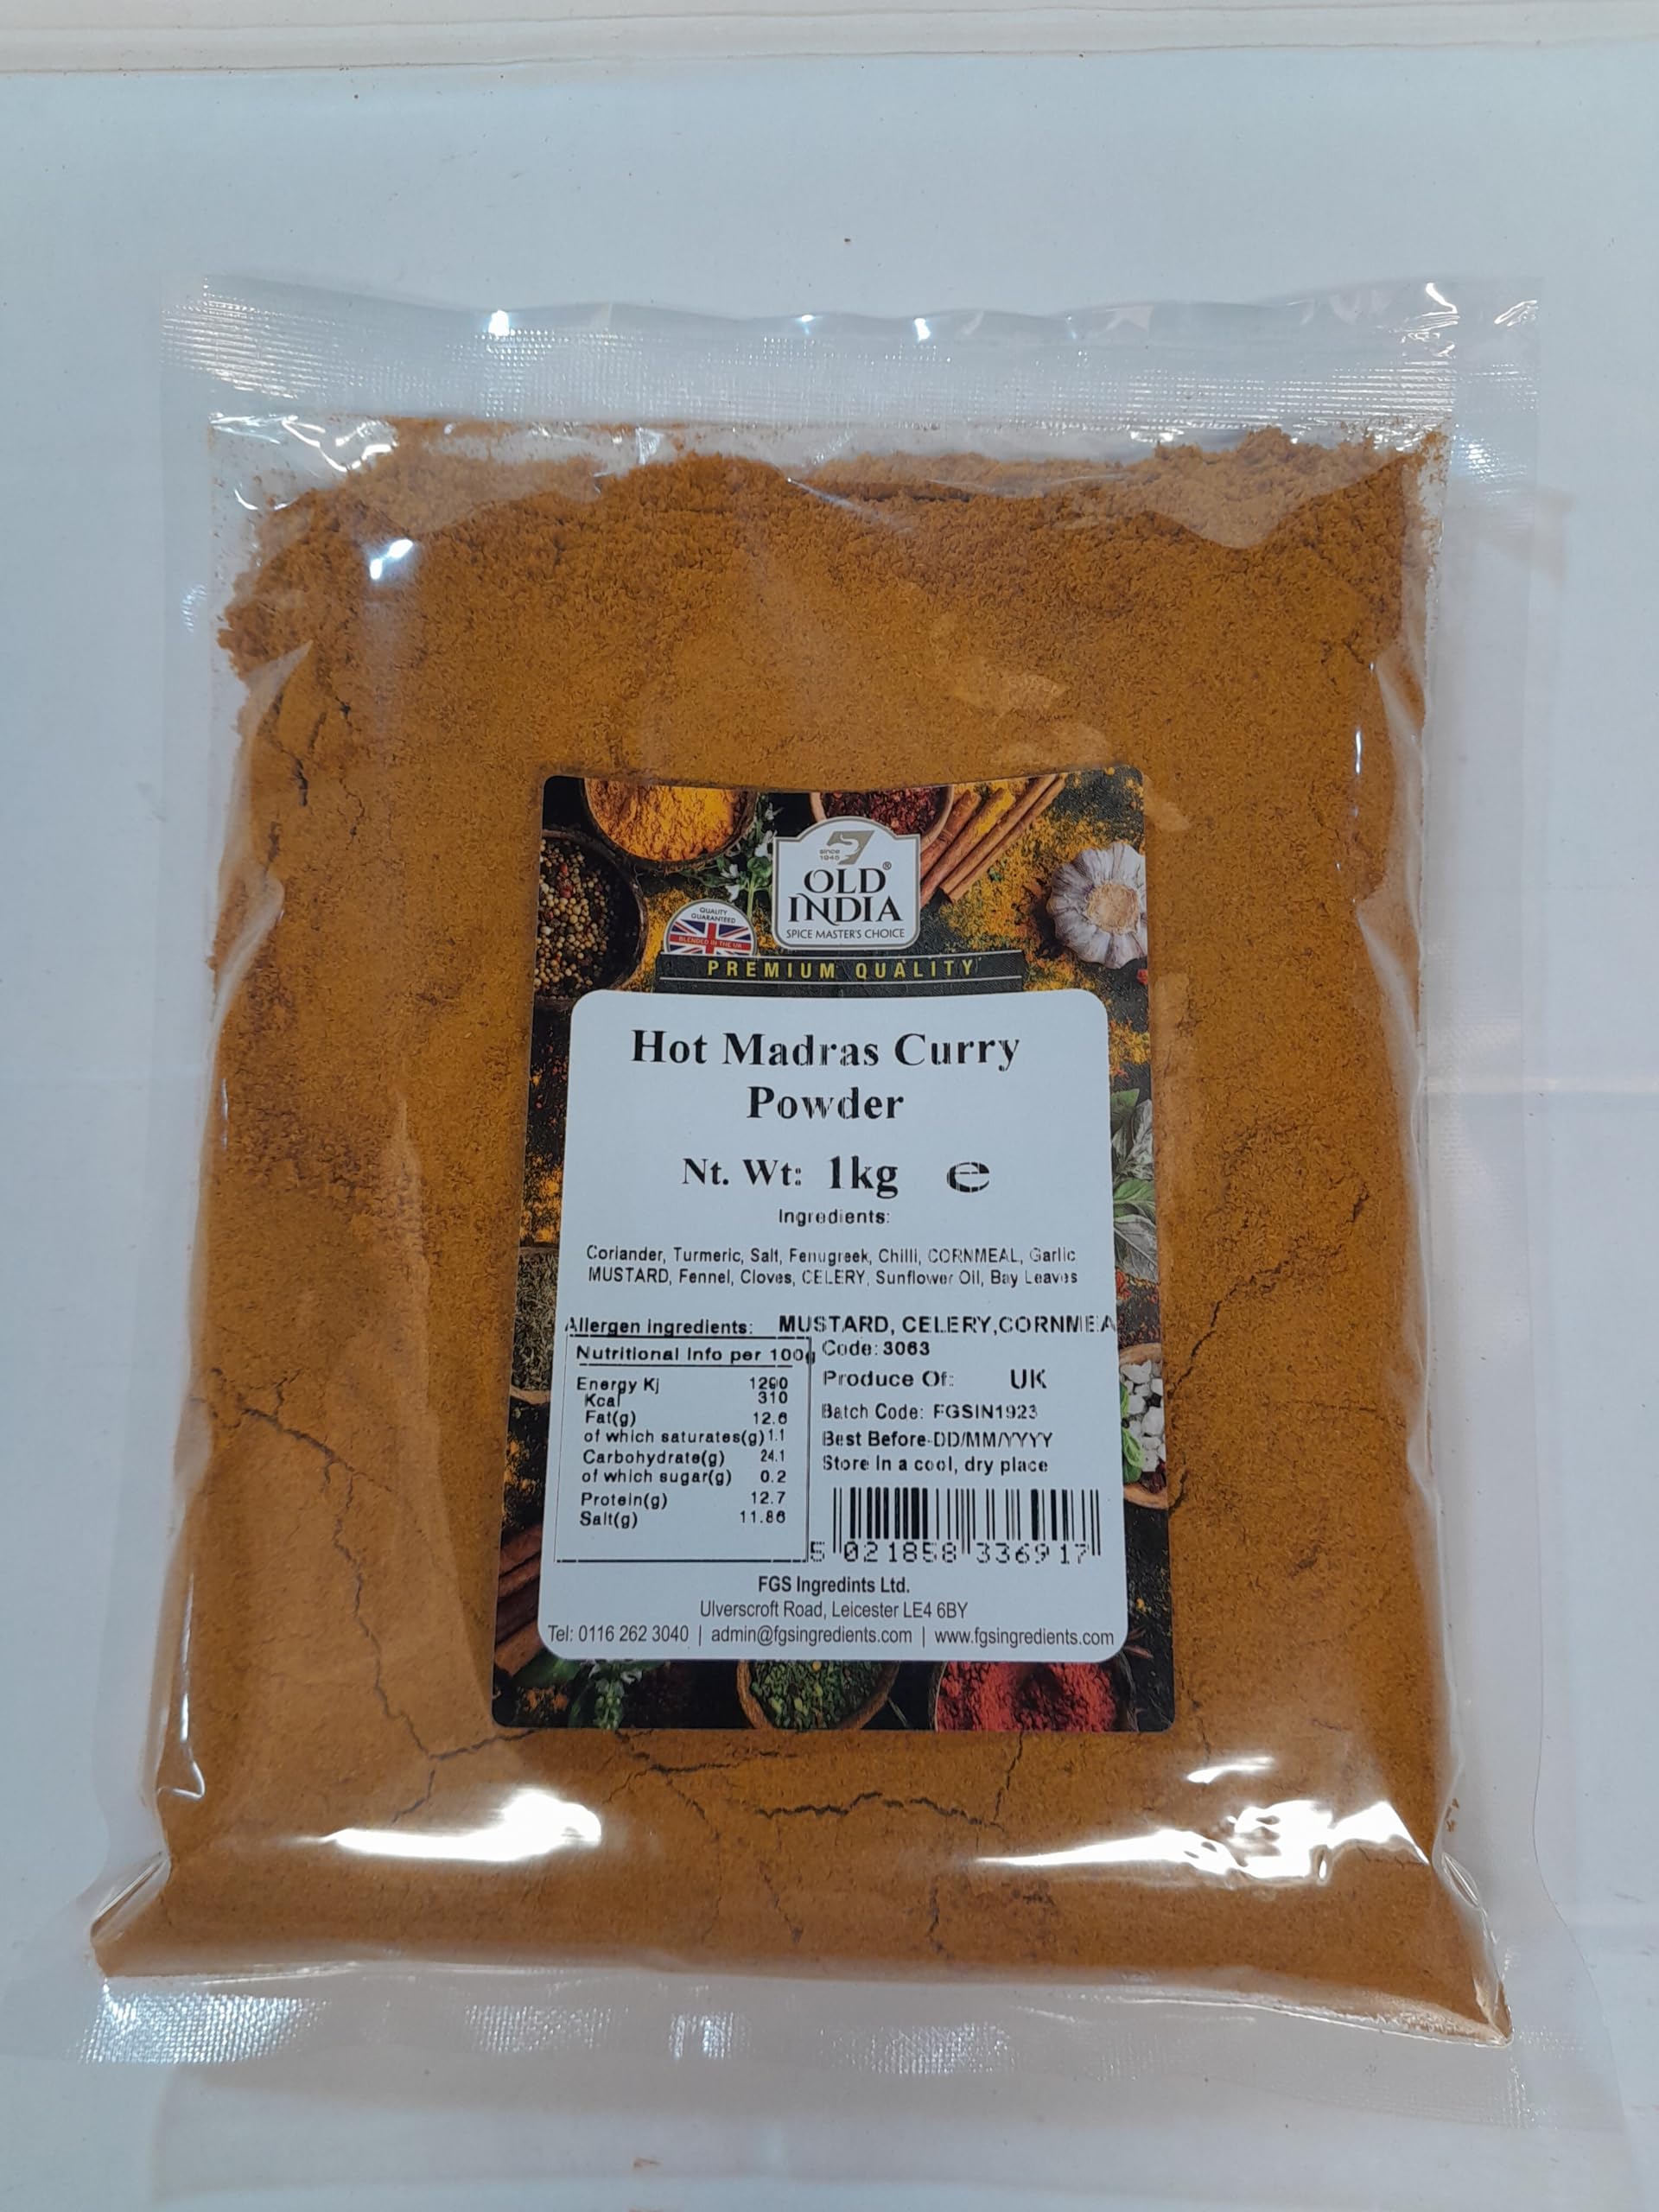 since
1946
OLD®
INDIA
SPICE MASTER'S CHOICE
QUALITY
GUARANTEED
BLENDED IN THE UK
PREMIUM QUALITY
Hot Madras Curry
Powder
Nt. Wt: 1kg e
Ingredients:
Coriander, Turmeric, Salt, Fenugreek, Chilli, CORNMEAL, Garlic
MUSTARD, Fennel, Cloves, CELERY, Sunflower Oil, Bay Leaves
Allergen ingredients: MUSTARD, CELERY,CORNMEA
Nutritional Info per 100g
Energy Kj 1290
Kcal 310
Fat(g) 12.6
of which saturates(g) 1.1
Carbohydrate(g) 24.1
of which sugar(g) 0.2
Protein(g) 12.7
Salt(g) 11.86
Code: 3063
Produce Of: UK
Batch Code: FGSIN1923
Best Before-DD/MM/YYYY
Store in a cool, dry place
5 021858 336917
FGS Ingredints Ltd.
Ulverscroft Road, Leicester LE4 6BY
Tel: 0116 262 3040 | admin@fgsingredients.com | www.fgsingredients.com